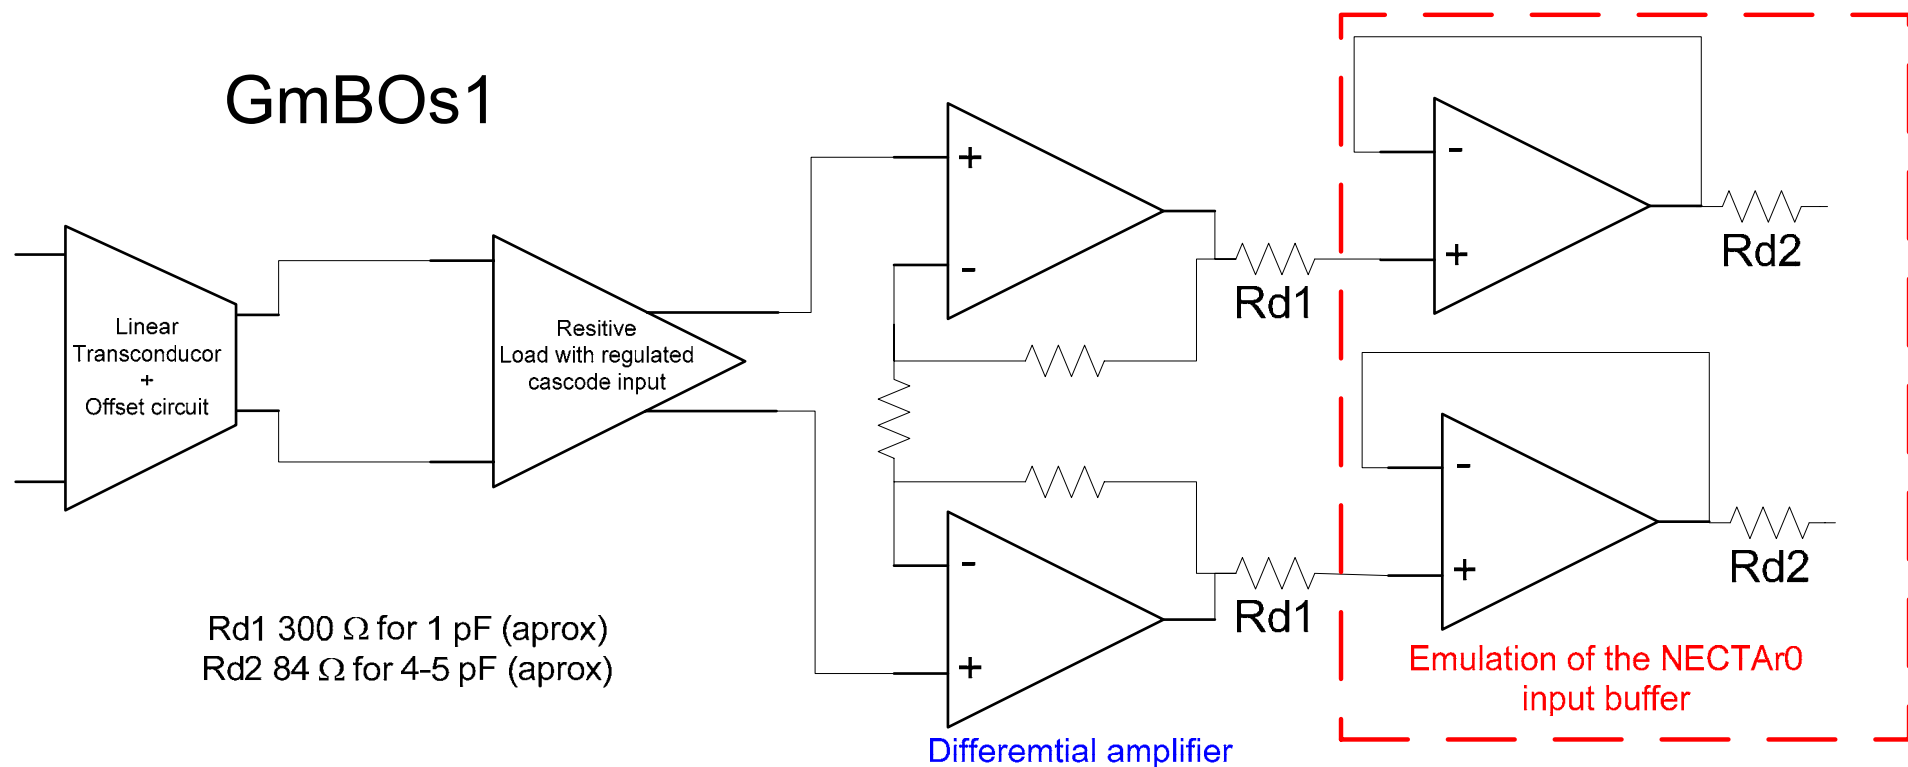 GmBOs1
+
-
Rd1
-
+
Rd2
Linear
Transconducor
+
Offset circuit
Resitive
Load with regulated
cascode input
-
+
Rd1
-
+
Rd2
Rd1 300 Ω for 1 pF (aprox)
Rd2 84 Ω for 4-5 pF (aprox)
Emulation of the NECTAr0
input buffer
Differemtial amplifier